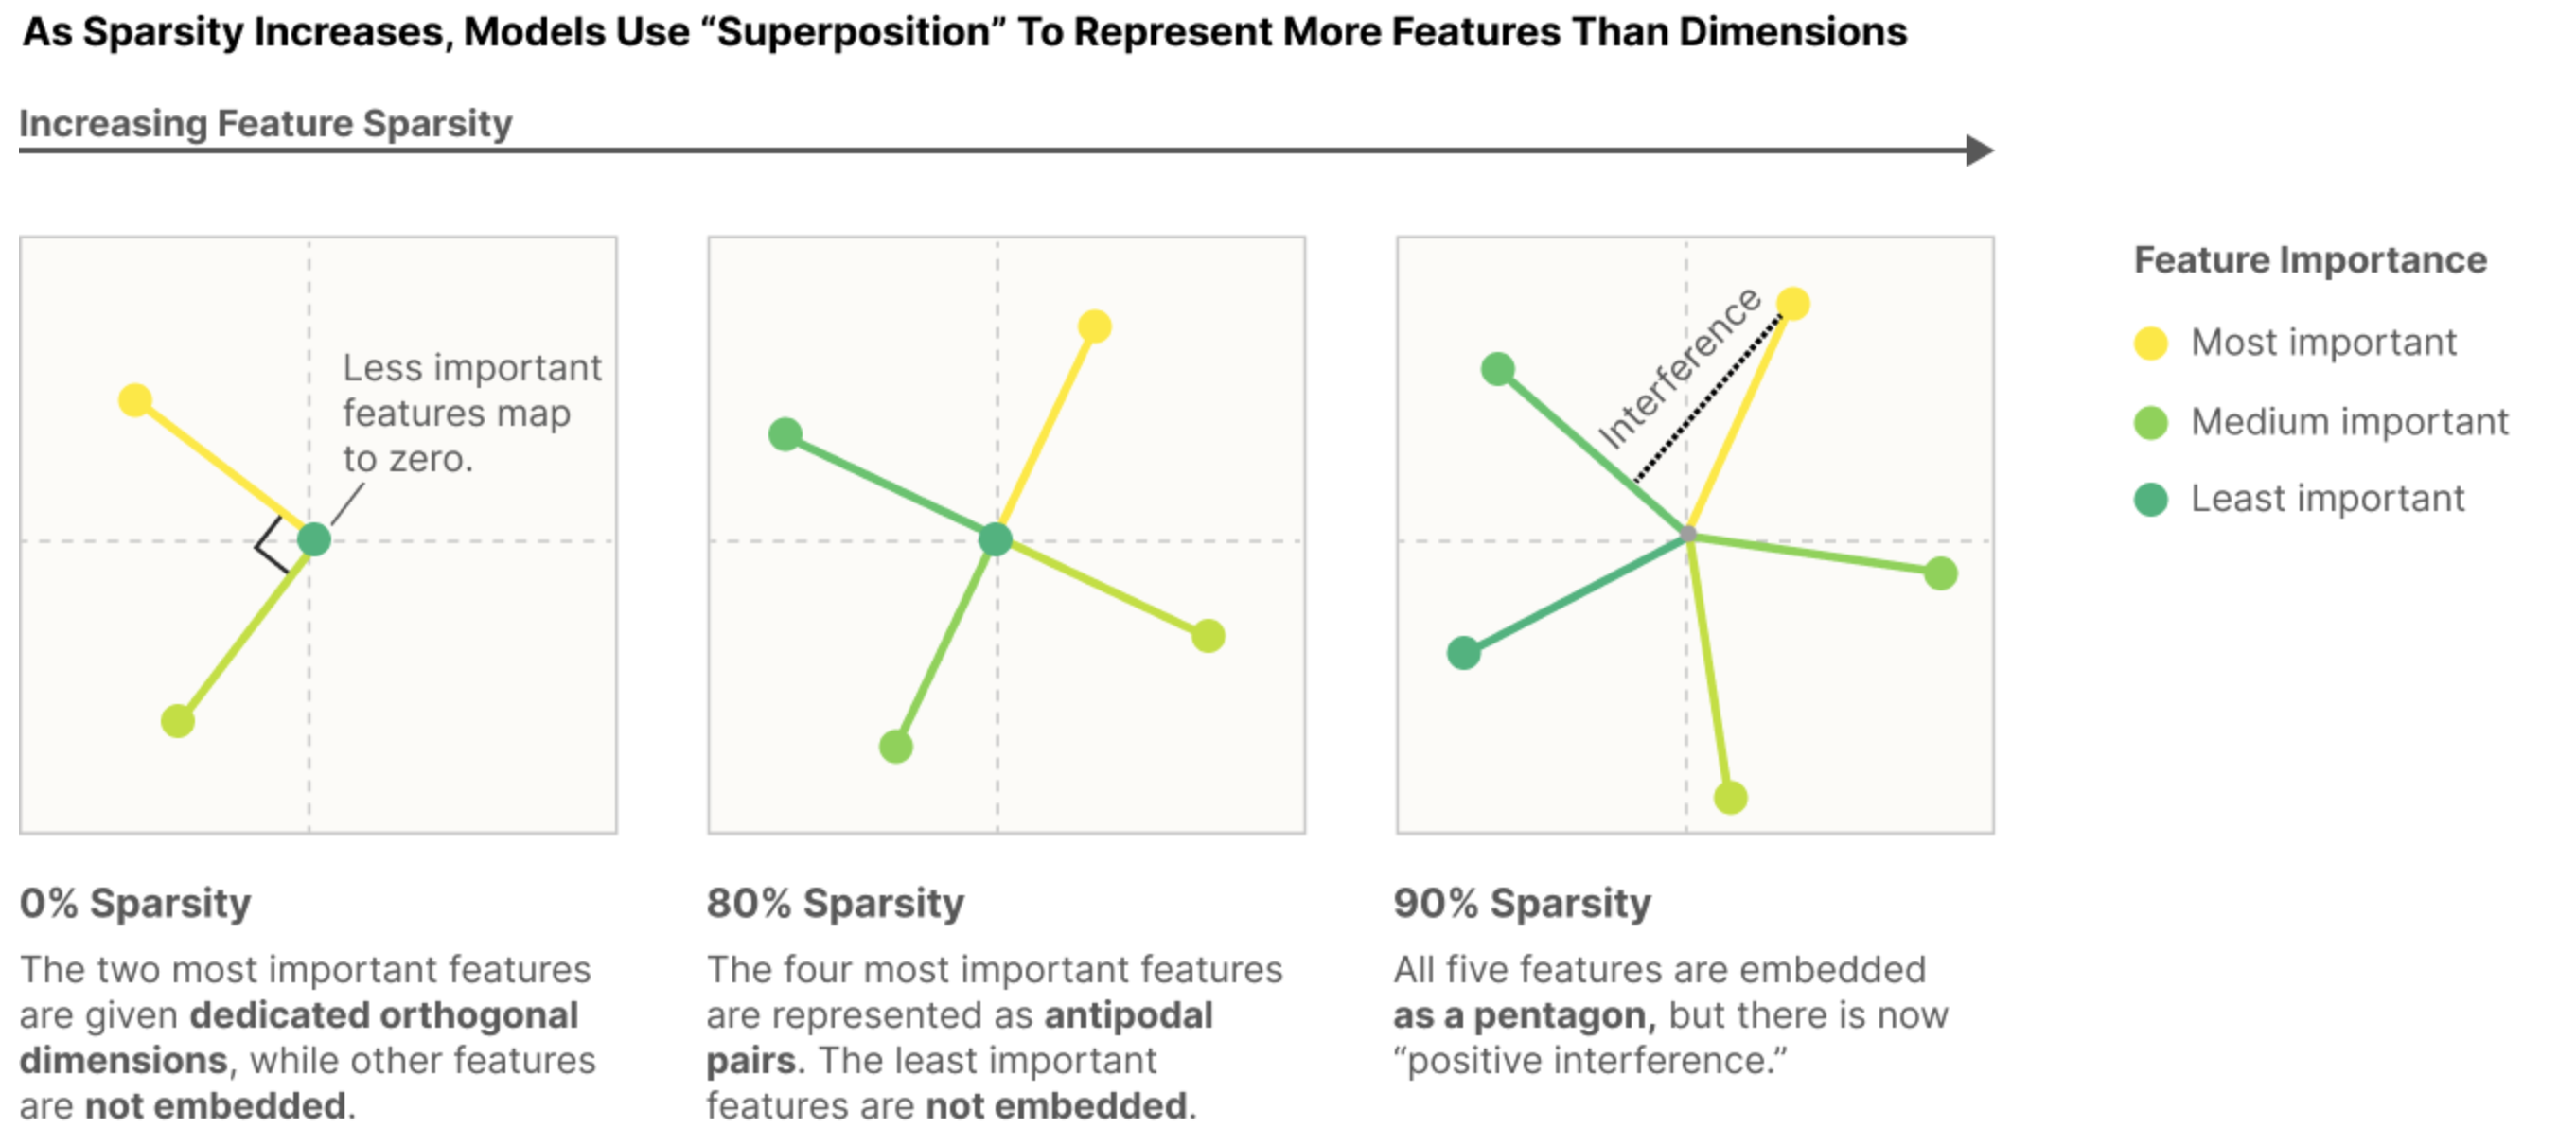 As Sparsity Increases, Models Use “Superposition” To Represent More Features Than Dimensions
Increasing Feature Sparsity
Less important
features map
to zero.
Interference
Feature Importance
Most important
Medium important
Least important
0% Sparsity
The two most important features
are given dedicated orthogonal
dimensions, while other features
are not embedded.
80% Sparsity
The four most important features
are represented as antipodal
pairs. The least important
features are not embedded.
90% Sparsity
All five features are embedded
as a pentagon, but there is now
“positive interference.”